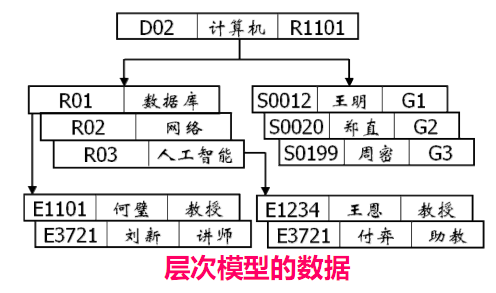 D02 计算机 R1101
R01 数据库 S0012 王明 G1
R02 网络 S0020 郑直 G2
R03 人工智能 S0199 周密 G3
E1101 何璧 教授 E1234 王恩 教授
E3721 刘新 讲师 E3721 付弈 助教
层次模型的数据